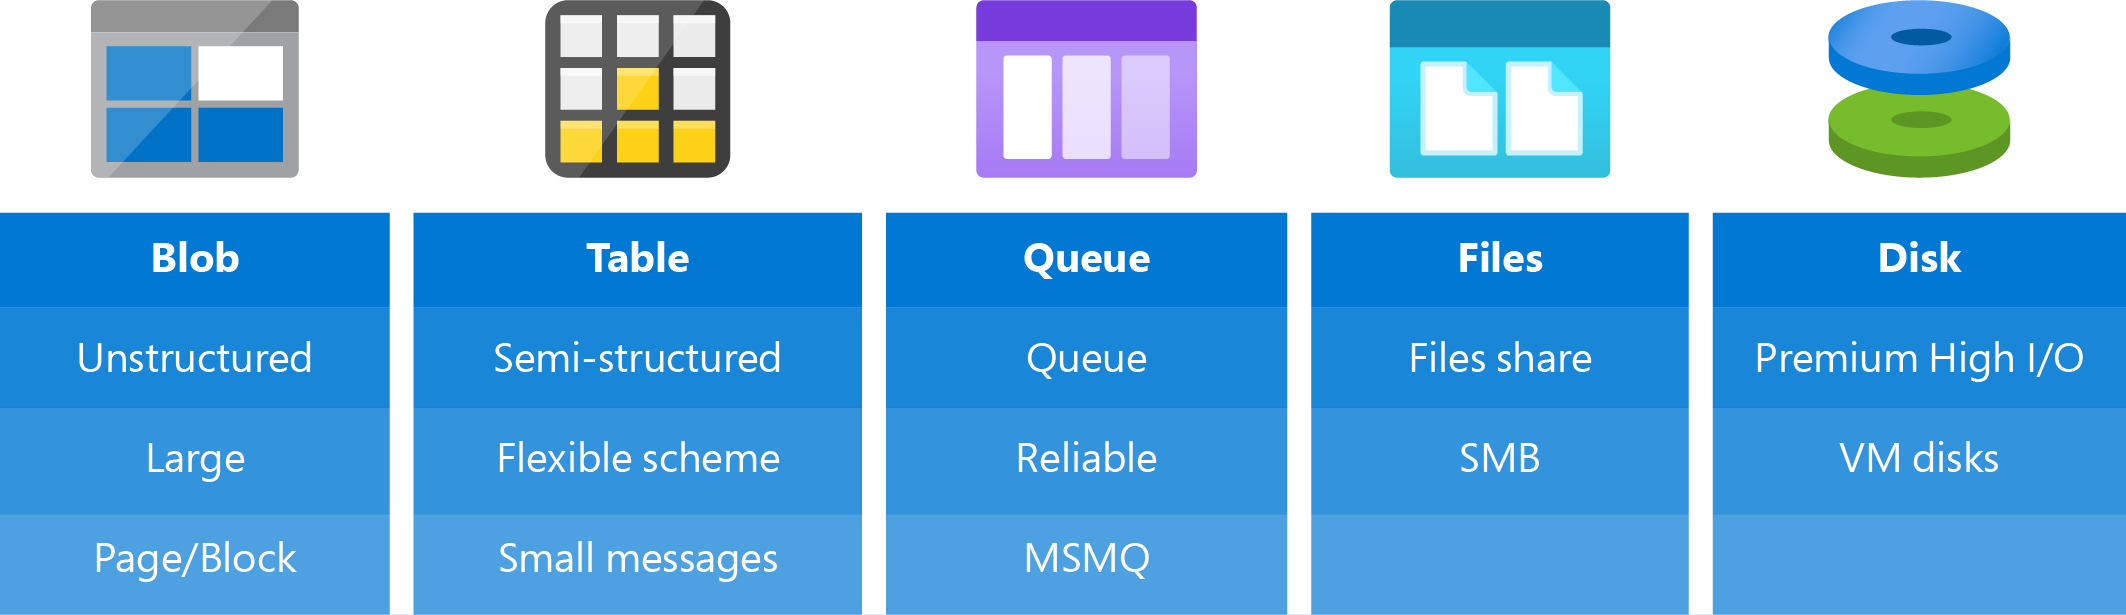 Blob
Table
Queue
Files
Disk
Unstructured
Semi-structured
Queue
Files share
Premium High I/O
Large
Flexible scheme
Reliable
SMB
VM disks
Page/Block
Small messages
MSMQ